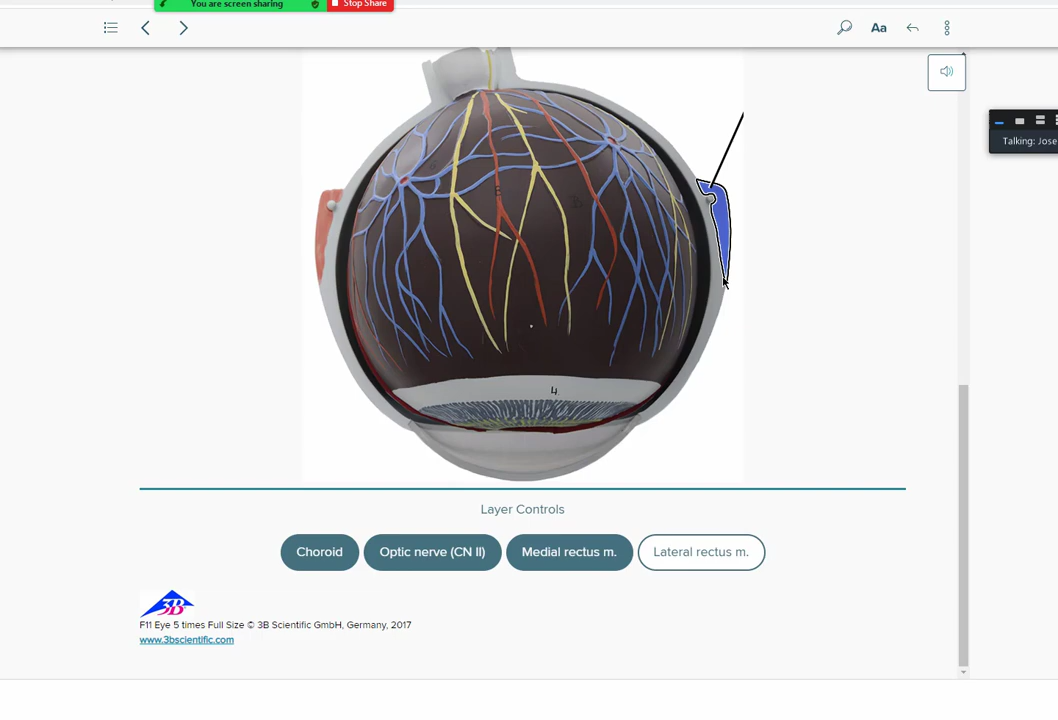 You are screen sharing
Stop Share
Aa
Talking: Jose
4
Layer Controls
Choroid
Optic nerve (CN II)
Medial rectus m.
Lateral rectus m.
3B
F11 Eye 5 times Full Size © 3B Scientific GmbH, Germany, 2017
www.3bscientific.com